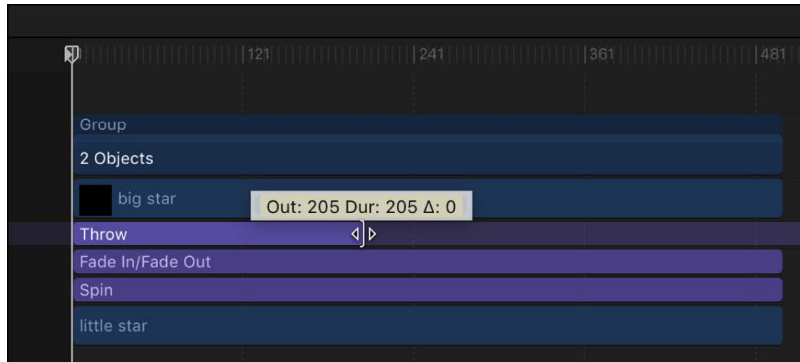 121 241 361 481
Group
2 Objects
big star
Out: 205 Dur: 205 Δ: 0
Throw
Fade In/Fade Out
Spin
little star